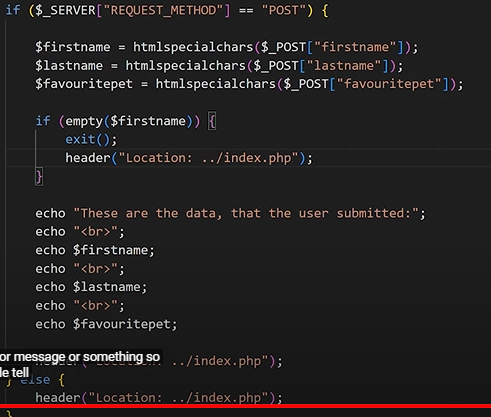 if ($_SERVER["REQUEST_METHOD"] == "POST") {
$firstname = htmlspecialchars($_POST["firstname"]);
$lastname = htmlspecialchars($_POST["lastname"]);
$favouritepet = htmlspecialchars($_POST["favouritepet"]);
if (empty($firstname)) {
exit();
header("Location: ../index.php");
}
echo "These are the data, that the user submitted:";
echo "<br>";
echo $firstname;
echo "<br>";
echo $lastname;
echo "<br>";
echo $favouritepet;
or message or something so
header("Location: ../index.php");
tell
} else {
header("Location: ../index.php");
}